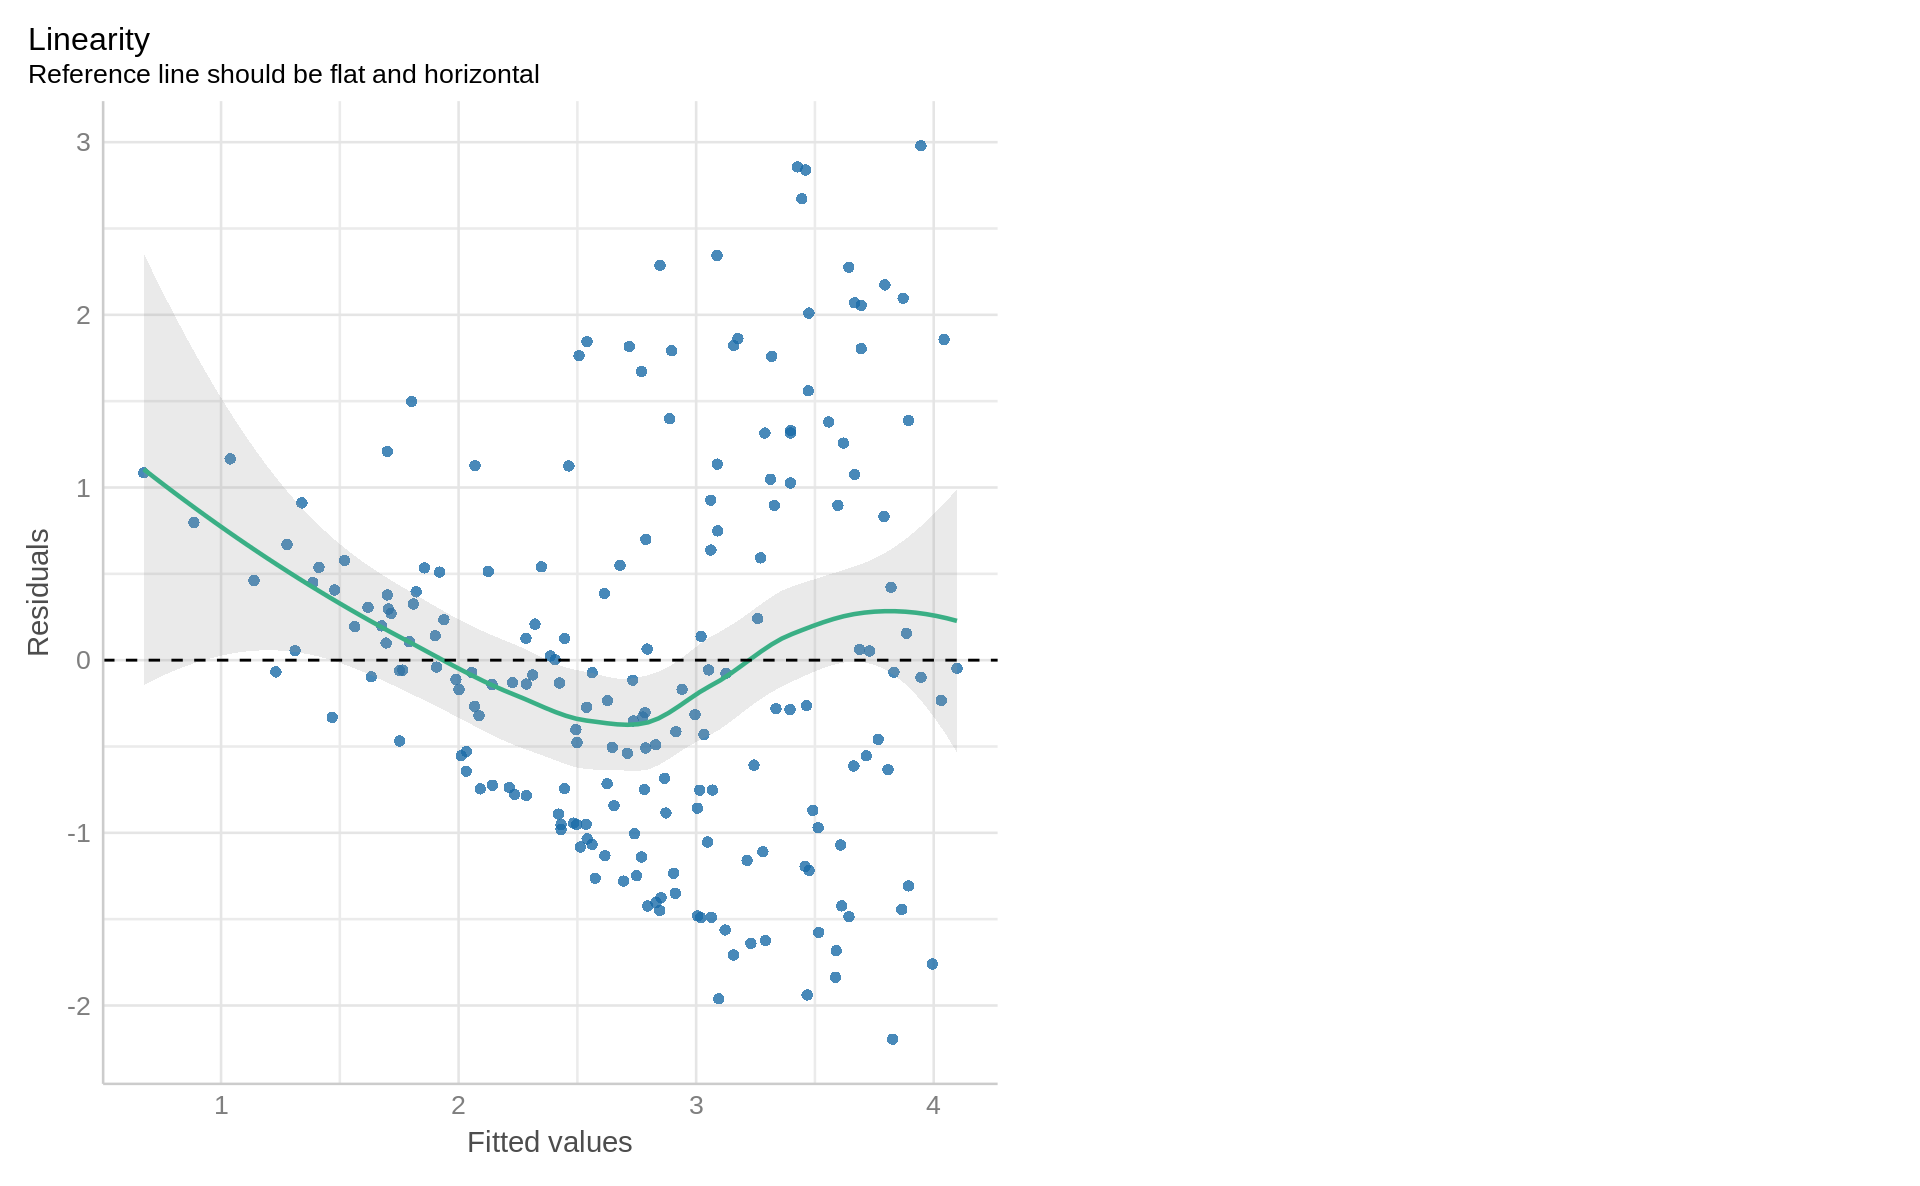 Linearity
Reference line should be flat and horizontal
3
2
1
0
-1
-2
Residuals
1 2 3 4
Fitted values